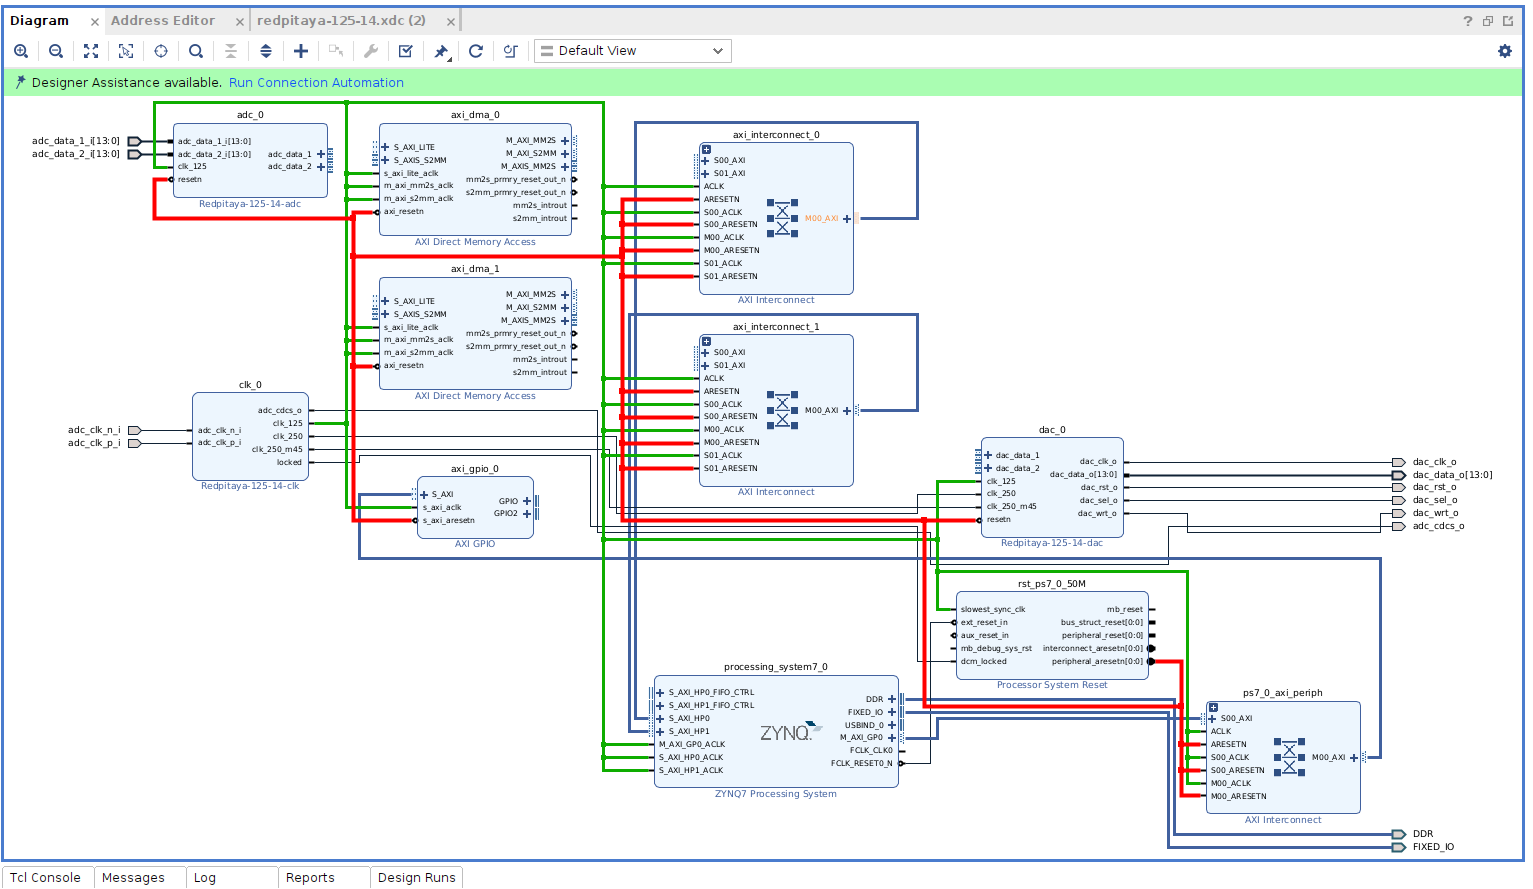 Diagram
Address Editor
redpitaya-125-14.xdc (2)
Default View
Designer Assistance available. Run Connection Automation
adc_data_1_i[13:0]
adc_data_2_i[13:0]
adc_0
adc_data_1_i[13:0]
adc_data_2_i[13:0]
clk_125
resetn
adc_data_1
adc_data_2
Redpitaya-125-14-adc
axi_dma_0
S_AXI_LITE
S_AXIS_S2MM
s_axi_lite_aclk
m_axi_mm2s_aclk
m_axi_s2mm_aclk
axi_resetn
M_AXI_MM2S
M_AXI_S2MM
M_AXIS_MM2S
mm2s_prmry_reset_out_n
s2mm_prmry_reset_out_n
mm2s_introut
s2mm_introut
AXI Direct Memory Access
axi_dma_1
S_AXI_LITE
S_AXIS_S2MM
s_axi_lite_aclk
m_axi_mm2s_aclk
m_axi_s2mm_aclk
axi_resetn
M_AXI_MM2S
M_AXI_S2MM
M_AXIS_MM2S
mm2s_prmry_reset_out_n
s2mm_prmry_reset_out_n
mm2s_introut
s2mm_introut
AXI Direct Memory Access
axi_interconnect_0
S00_AXI
S01_AXI
ACLK
ARESETN
S00_ACLK
S00_ARESETN
M00_ACLK
M00_ARESETN
S01_ACLK
S01_ARESETN
M00_AXI
AXI Interconnect
axi_interconnect_1
S00_AXI
S01_AXI
ACLK
ARESETN
S00_ACLK
S00_ARESETN
M00_ACLK
M00_ARESETN
S01_ACLK
S01_ARESETN
M00_AXI
AXI Interconnect
adc_clk_n_i
adc_clk_p_i
clk_0
adc_clk_n_i
adc_clk_p_i
adc_cdcs_o
clk_125
clk_250
clk_250_m45
locked
Redpitaya-125-14-clk
axi_gpio_0
S_AXI
s_axi_aclk
s_axi_aresetn
GPIO
GPIO2
AXI GPIO
dac_0
dac_data_1
dac_data_2
clk_125
clk_250
clk_250_m45
resetn
dac_clk_o
dac_data_o[13:0]
dac_rst_o
dac_sel_o
dac_wrt_o
Redpitaya-125-14-dac
dac_clk_o
dac_data_o[13:0]
dac_rst_o
dac_sel_o
dac_wrt_o
adc_cdcs_o
rst_ps7_0_50M
slowest_sync_clk
ext_reset_in
aux_reset_in
mb_debug_sys_rst
dcm_locked
mb_reset
bus_struct_reset[0:0]
peripheral_reset[0:0]
interconnect_aresetn[0:0]
peripheral_aresetn[0:0]
Processor System Reset
processing_system7_0
S_AXI_HP0_FIFO_CTRL
S_AXI_HP1_FIFO_CTRL
S_AXI_HP0
S_AXI_HP1
M_AXI_GP0_ACLK
S_AXI_HP0_ACLK
S_AXI_HP1_ACLK
ZYNQ
DDR
FIXED_IO
USBIND_0
M_AXI_GP0
FCLK_CLK0
FCLK_RESET0_N
ZYNQ7 Processing System
ps7_0_axi_periph
S00_AXI
ACLK
ARESETN
S00_ACLK
S00_ARESETN
M00_ACLK
M00_ARESETN
M00_AXI
AXI Interconnect
DDR
FIXED_IO
Tcl Console
Messages
Log
Reports
Design Runs